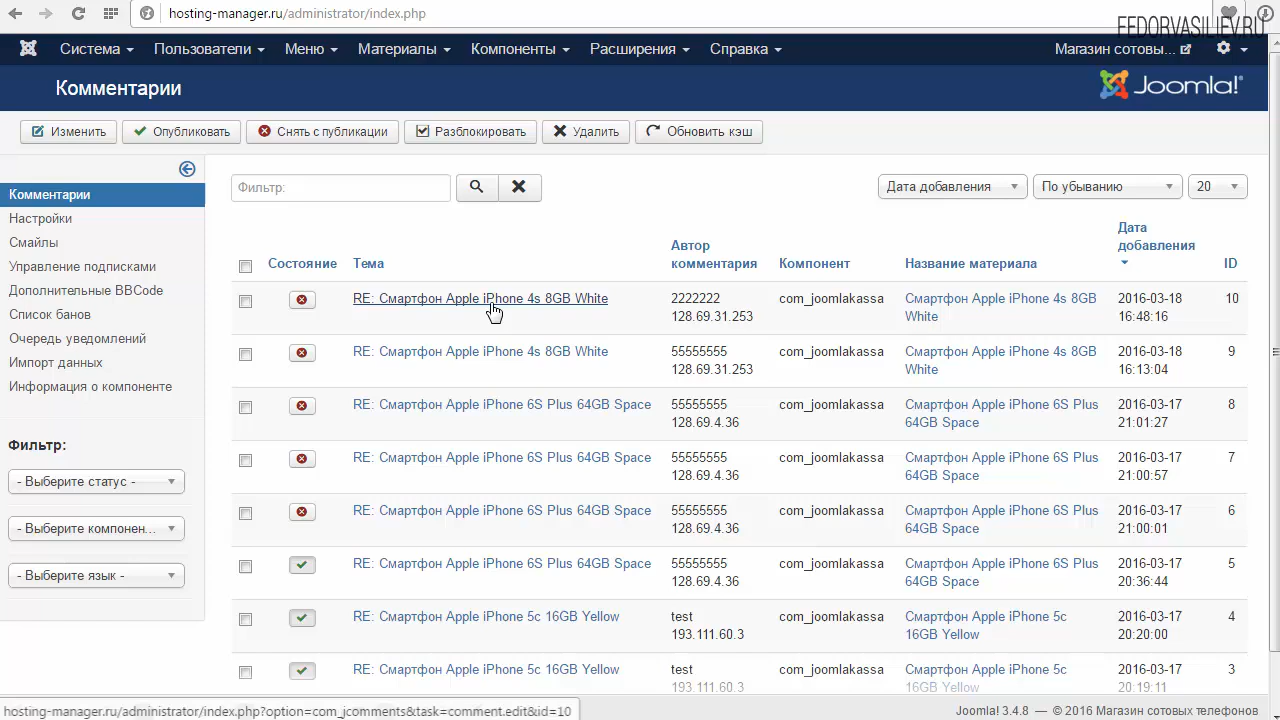 hosting-manager.ru/administrator/index.php
FEDORVASILIEV.RU
Система Пользователи Меню Материалы Компоненты Расширения Справка Магазин сотовы...
Комментарии Joomla!
Изменить Опубликовать Снять с публикации Разблокировать Удалить Обновить кэш
Комментарии
Настройки
Смайлы
Управление подписками
Дополнительные BBCode
Список банов
Очередь уведомлений
Импорт данных
Информация о компоненте
Фильтр:
- Выберите статус -
- Выберите компонен...
- Выберите язык -
Фильтр: Дата добавления По убыванию 20
Состояние Тема Автор комментария Компонент Название материала Дата добавления ID
RE: Смартфон Apple iPhone 4s 8GB White 2222222 com_joomlakassa Смартфон Apple iPhone 4s 8GB 2016-03-18 10
128.69.31.253 White 16:48:16
RE: Смартфон Apple iPhone 4s 8GB White 55555555 com_joomlakassa Смартфон Apple iPhone 4s 8GB 2016-03-18 9
128.69.31.253 White 16:13:04
RE: Смартфон Apple iPhone 6S Plus 64GB Space 55555555 com_joomlakassa Смартфон Apple iPhone 6S Plus 2016-03-17 8
128.69.4.36 64GB Space 21:01:27
RE: Смартфон Apple iPhone 6S Plus 64GB Space 55555555 com_joomlakassa Смартфон Apple iPhone 6S Plus 2016-03-17 7
128.69.4.36 64GB Space 21:00:57
RE: Смартфон Apple iPhone 6S Plus 64GB Space 55555555 com_joomlakassa Смартфон Apple iPhone 6S Plus 2016-03-17 6
128.69.4.36 64GB Space 21:00:01
RE: Смартфон Apple iPhone 6S Plus 64GB Space 55555555 com_joomlakassa Смартфон Apple iPhone 6S Plus 2016-03-17 5
128.69.4.36 64GB Space 20:36:44
RE: Смартфон Apple iPhone 5c 16GB Yellow test com_joomlakassa Смартфон Apple iPhone 5c 2016-03-17 4
193.111.60.3 16GB Yellow 20:20:00
RE: Смартфон Apple iPhone 5c 16GB Yellow test com_joomlakassa Смартфон Apple iPhone 5c 2016-03-17 3
193.111.60.3 16GB Yellow 20:19:11
hosting-manager.ru/administrator/index.php?option=com_jcomments&task=comment.edit&id=10
Joomla! 3.4.8 — © 2016 Магазин сотовых телефонов